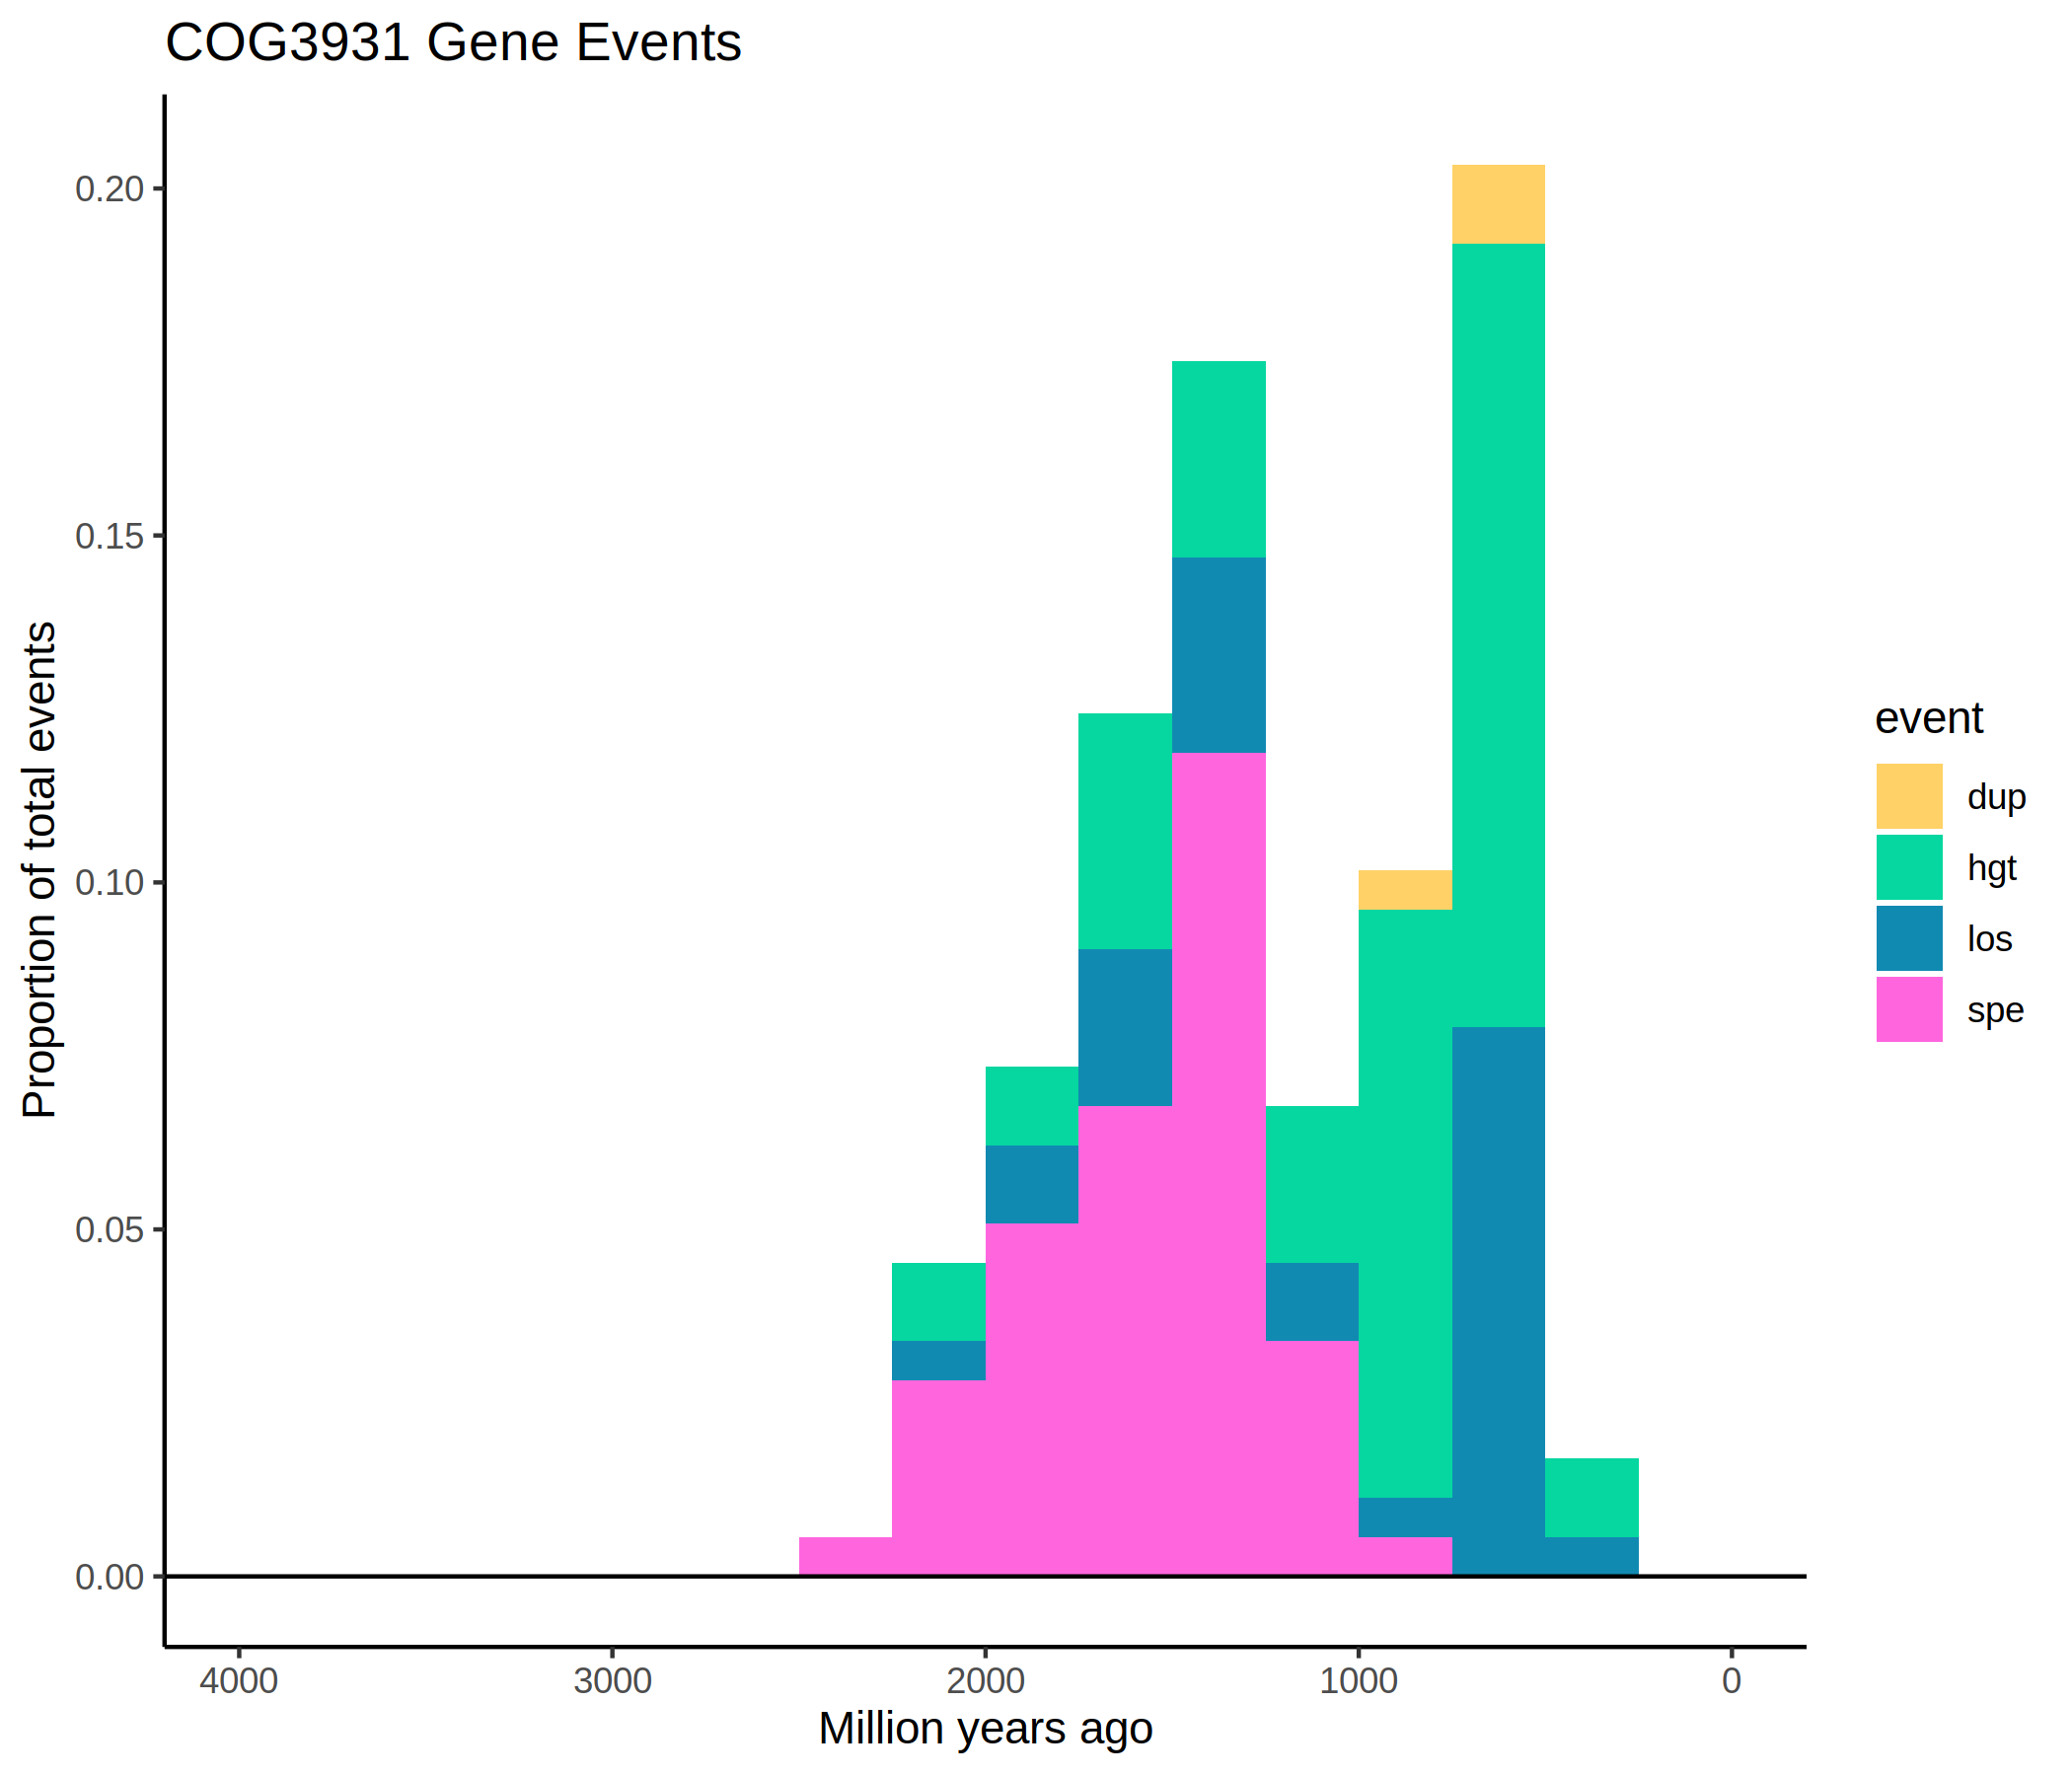 COG3931 Gene Events
Proportion of total events
0.20
0.15
0.10
0.05
0.00
4000 3000 2000 1000 0
Million years ago
event
dup
hgt
los
spe